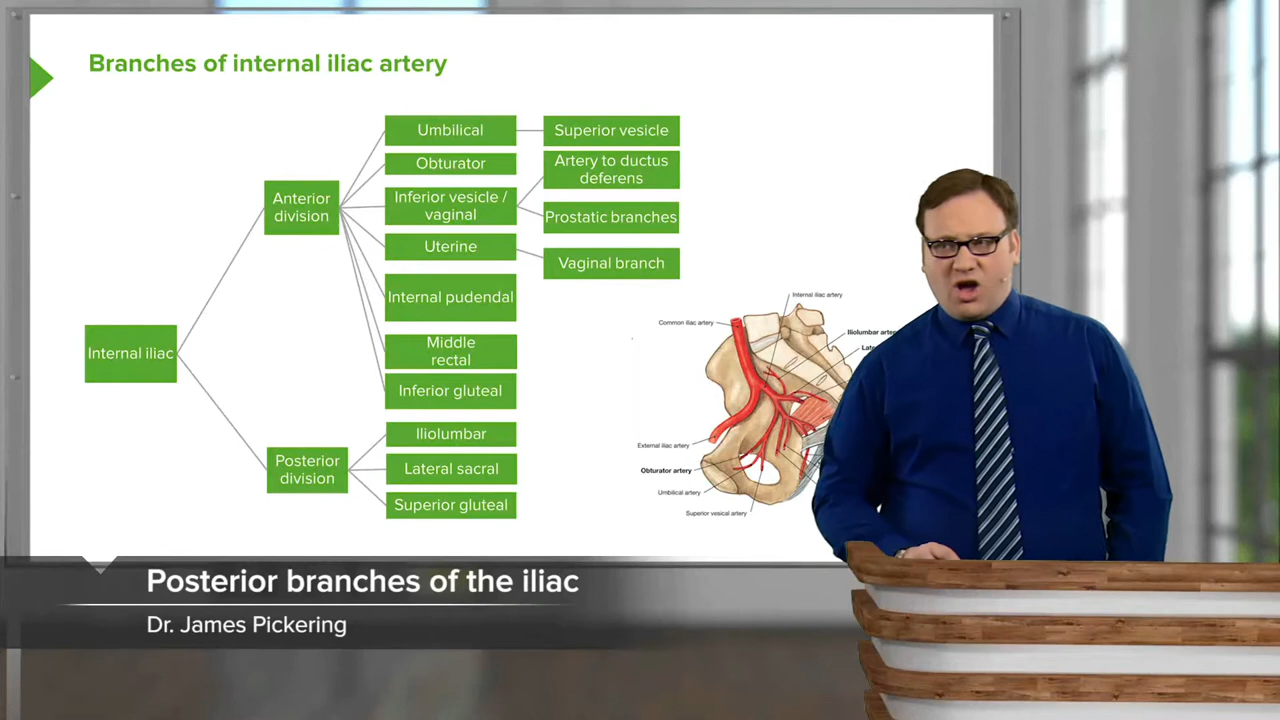 Branches of internal iliac artery
Umbilical
Superior vesicle
Obturator
Artery to ductus
deferens
Anterior
division
Inferior vesicle /
vaginal
Prostatic branches
Uterine
Vaginal branch
Internal pudendal
Middle
rectal
Internal iliac
Inferior gluteal
Iliolumbar
Posterior
division
Lateral sacral
Superior gluteal
Internal iliac artery
Common iliac artery
Iliolumbar
External iliac artery
Obturator artery
Umbilical artery
Superior vesical artery
Posterior branches of the iliac
Dr. James Pickering